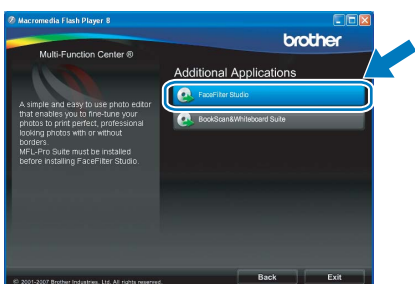 Macromedia Flash Player 8
brother
Multi-Function Center ®
Additional Applications
FaceFilter Studio
BookScan&Whiteboard Suite
A simple and easy to use photo editor
that enables you to fine-tune your
photos to print perfect, professional
looking photos with or without
borders.
MFL-Pro Suite must be installed
before installing FaceFilter Studio.
© 2001-2007 Brother Industries, Ltd. All rights reserved.
Back
Exit